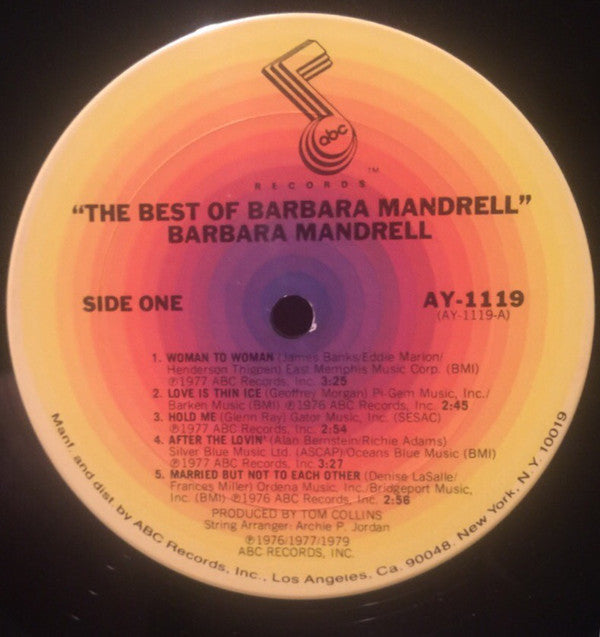 abc
TM
RECORDS
"THE BEST OF BARBARA MANDRELL"
BARBARA MANDRELL
SIDE ONE
AY-1119
(AY-1119-A)
1. WOMAN TO WOMAN (James Banks/Eddie Marion/
Henderson Thigpen) East Memphis Music Corp. (BMI)
℗1977 ABC Records, Inc. 3:25
2. LOVE IS THIN ICE (Geoffrey Morgan) Pi-Gem Music, Inc./
Barken Music (BMI) ℗1976 ABC Records, Inc. 2:45
3. HOLD ME (Glenn Ray) Gator Music, Inc. (SESAC)
℗1977 ABC Records, Inc. 2:54
4. AFTER THE LOVIN' (Alan Bernstein/Richie Adams)
Silver Blue Music Ltd. (ASCAP)/Oceans Blue Music (BMI)
℗1977 ABC Records, Inc. 3:27
5. MARRIED BUT NOT TO EACH OTHER (Denise LaSalle/
Frances Miller) Ordena Music, Inc./Bridgeport Music,
Inc. (BMI) ℗1976 ABC Records, Inc. 2:56
PRODUCED BY TOM COLLINS
String Arranger: Archie P. Jordan
℗1976/1977/1979
ABC RECORDS, INC.
Manf. and dist by ABC Records, Inc., Los Angeles, Ca. 90048. New York, N.Y. 10019